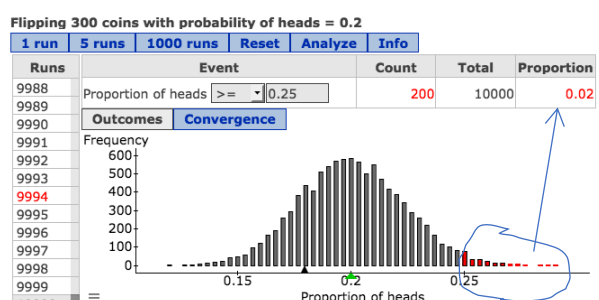 Flipping 300 coins with probability of heads = 0.2
1 run 5 runs 1000 runs Reset Analyze Info
Runs Event Count Total Proportion
9988
9989
9990
9991
9992
9993
9994
9995
9996
9997
9998
9999
Proportion of heads >= 0.25 200 10000 0.02
Outcomes Convergence
Frequency
600
500
400
300
200
100
0
0.15 0.2 0.25
Proportion of heads